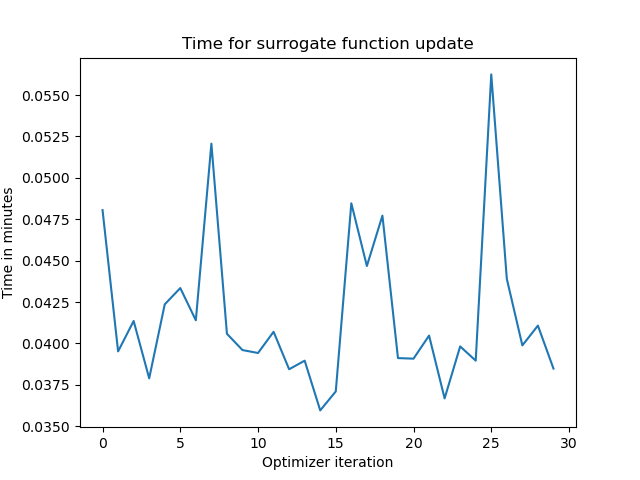 Time for surrogate function update
0.0550
0.0525
0.0500
0.0475
0.0450
0.0425
0.0400
0.0375
0.0350
Time in minutes
0 5 10 15 20 25 30
Optimizer iteration